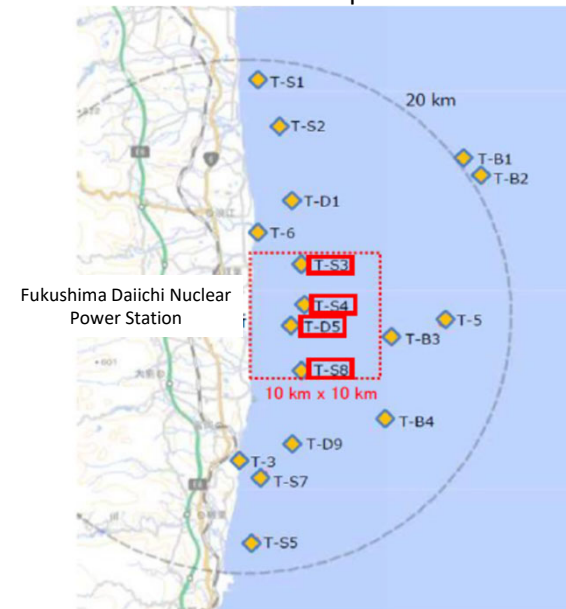 T-S1
20 km
T-S2
T-B1
T-B2
T-D1
T-6
T-S3
Fukushima Daiichi Nuclear
Power Station
T-S4
T-5
T-D5
T-B3
T-S8
10 km x 10 km
T-B4
T-D9
T-3
T-S7
T-S5